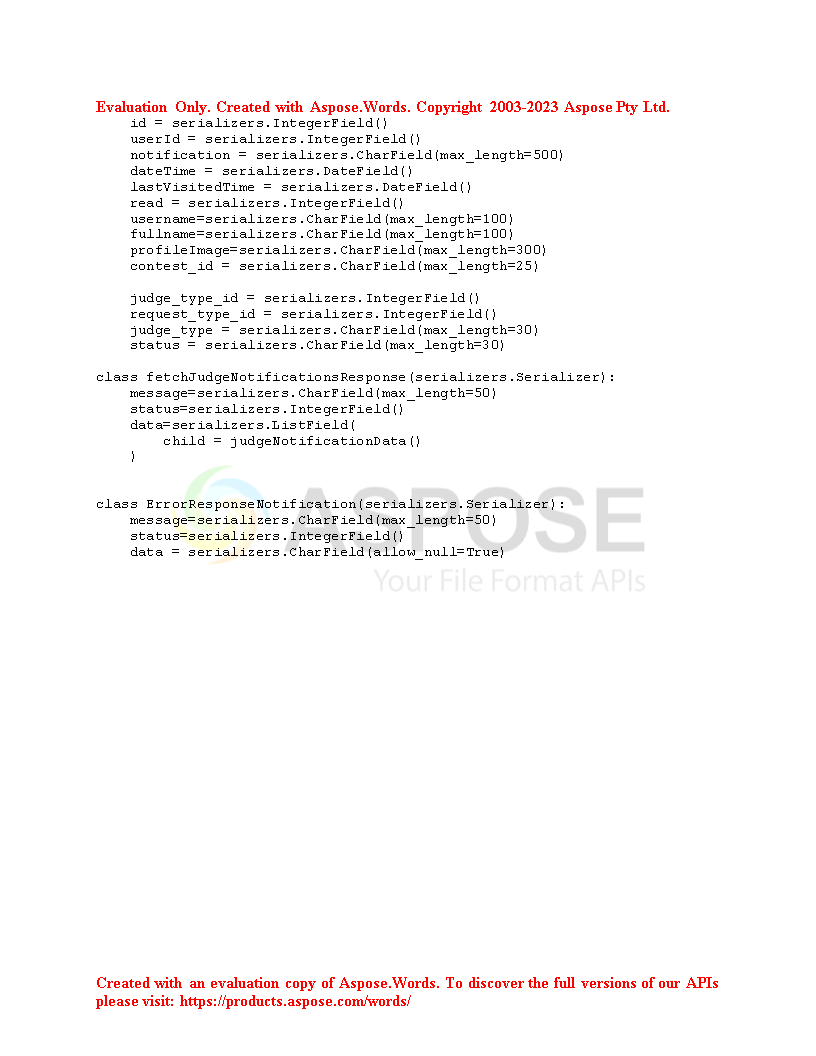 Evaluation Only. Created with Aspose.Words. Copyright 2003-2023 Aspose Pty Ltd.
    id = serializers.IntegerField()
    userId = serializers.IntegerField()
    notification = serializers.CharField(max_length=500)
    dateTime = serializers.DateField()
    lastVisitedTime = serializers.DateField()
    read = serializers.IntegerField()
    username=serializers.CharField(max_length=100)
    fullname=serializers.CharField(max_length=100)
    profileImage=serializers.CharField(max_length=300)
    contest_id = serializers.CharField(max_length=25)

    judge_type_id = serializers.IntegerField()
    request_type_id = serializers.IntegerField()
    judge_type = serializers.CharField(max_length=30)
    status = serializers.CharField(max_length=30)

class fetchJudgeNotificationsResponse(serializers.Serializer):
    message=serializers.CharField(max_length=50)
    status=serializers.IntegerField()
    data=serializers.ListField(
        child = judgeNotificationData()
    )

class ErrorResponseNotification(serializers.Serializer):
    message=serializers.CharField(max_length=50)
    status=serializers.IntegerField()
    data = serializers.CharField(allow_null=True)
ASPOSE
Your File Format APIs
Created with an evaluation copy of Aspose.Words. To discover the full versions of our APIs
please visit: https://products.aspose.com/words/